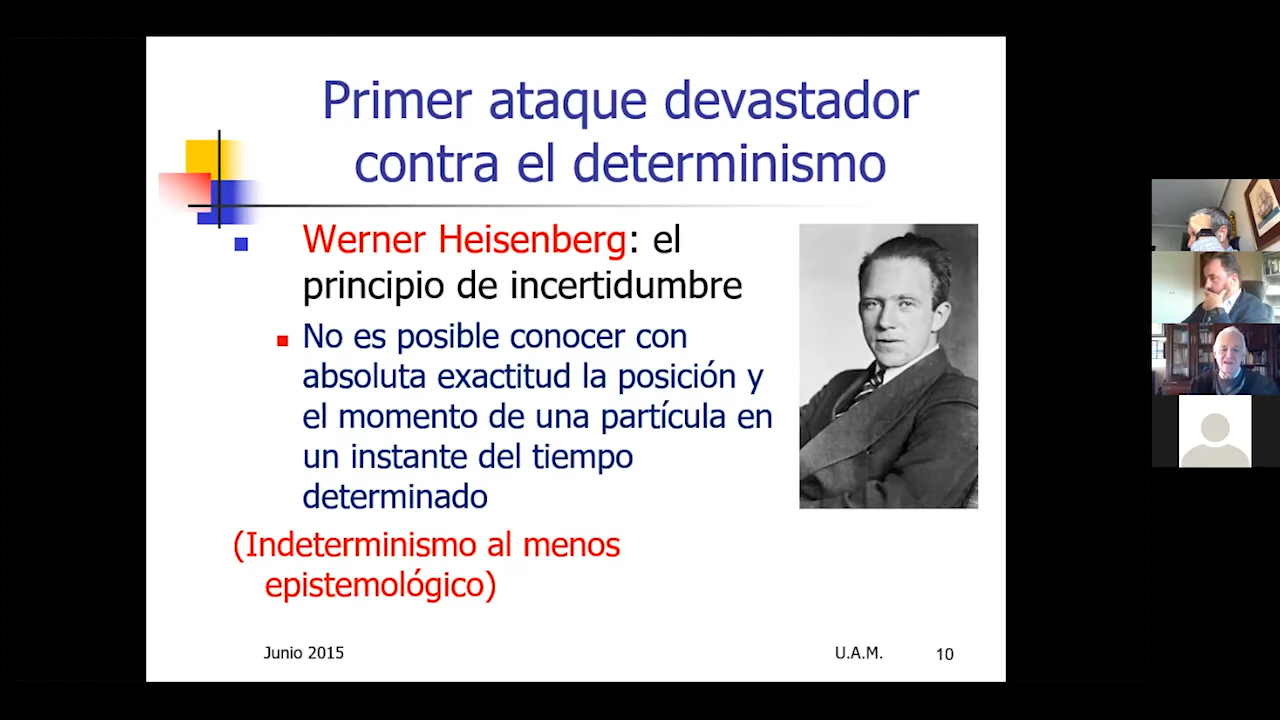 Primer ataque devastador
contra el determinismo
Werner Heisenberg: el
principio de incertidumbre
No es posible conocer con
absoluta exactitud la posición y
el momento de una partícula en
un instante del tiempo
determinado
(Indeterminismo al menos
epistemológico)
Junio 2015
U.A.M.
10